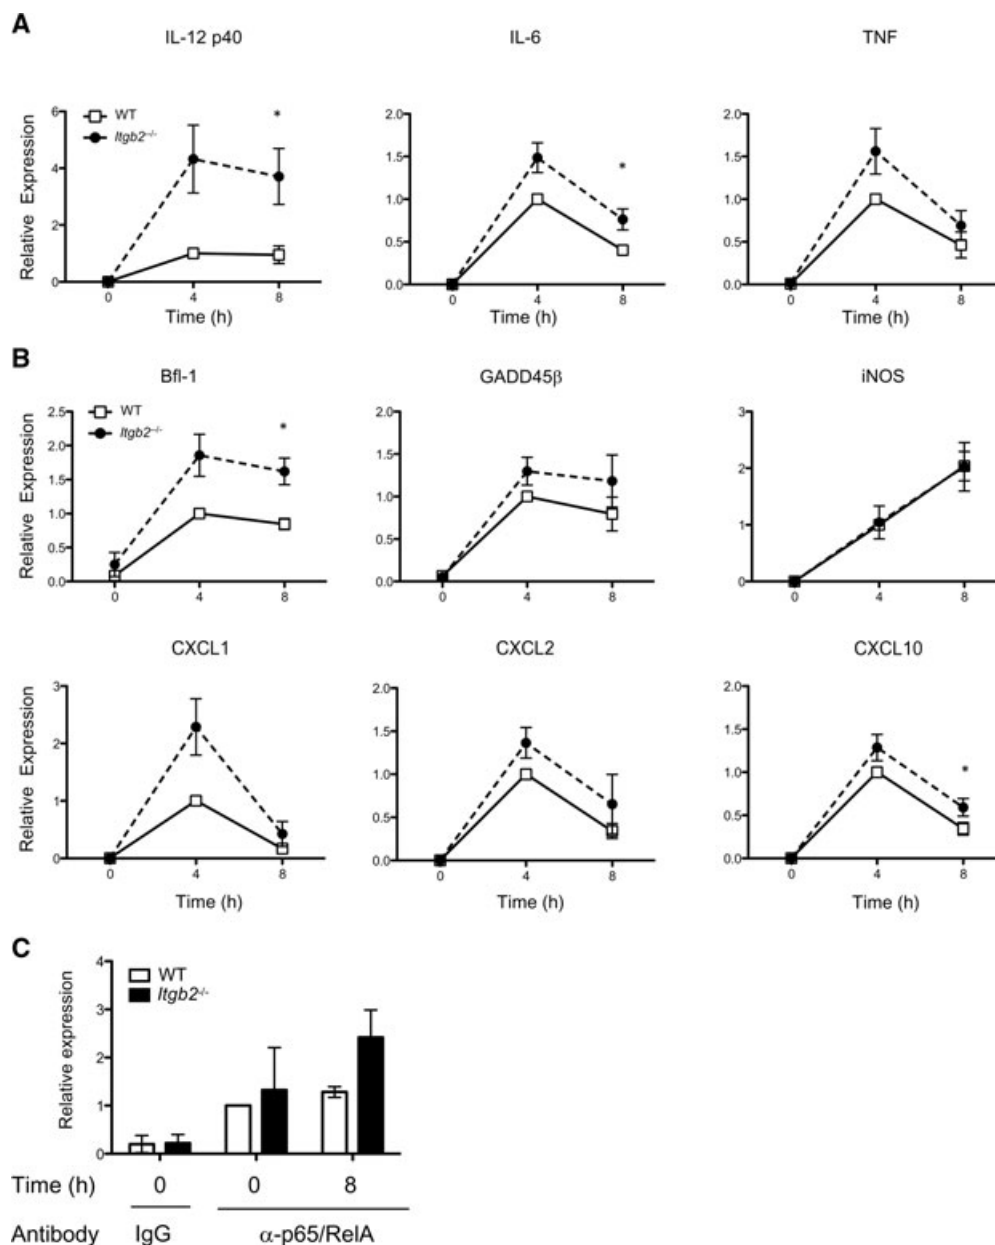 A
IL-12 p40 IL-6 TNF
Relative Expression
6
4
2
0
WT
Itgb2–/–
*
0 4 8
Time (h)
2.0
1.5
1.0
0.5
0.0
*
0 4 8
Time (h)
2.0
1.5
1.0
0.5
0.0
0 4 8
Time (h)
B
Bfl-1 GADD45β iNOS
Relative Expression
2.5
2.0
1.5
1.0
0.5
0.0
WT
Itgb2–/–
*
0 4 8
2.0
1.5
1.0
0.5
0.0
0 4 8
3
2
1
0
0 4 8
CXCL1 CXCL2 CXCL10
Relative Expression
3
2
1
0
0 4 8
Time (h)
2.0
1.5
1.0
0.5
0.0
0 4 8
Time (h)
2.0
1.5
1.0
0.5
0.0
*
0 4 8
Time (h)
C
Relative expression
4
3
2
1
0
WT
Itgb2-/-
Time (h) 0 0 8
Antibody IgG α-p65/RelA